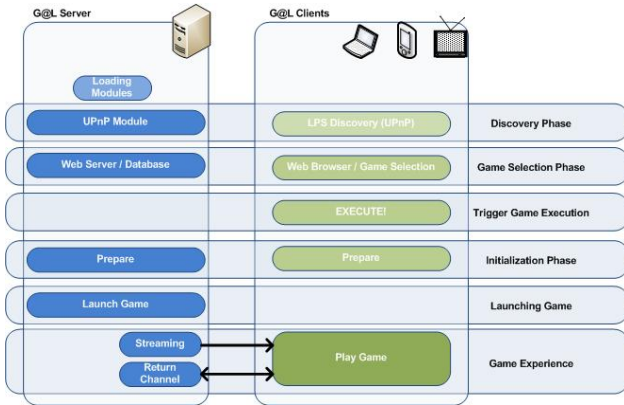 G@L Server
G@L Clients
Loading
Modules
UPnP Module
LPS Discovery (UPnP)
Discovery Phase
Web Server / Database
Web Browser / Game Selection
Game Selection Phase
EXECUTE!
Trigger Game Execution
Prepare
Prepare
Initialization Phase
Launch Game
Launching Game
Streaming
Return
Channel
Play Game
Game Experience